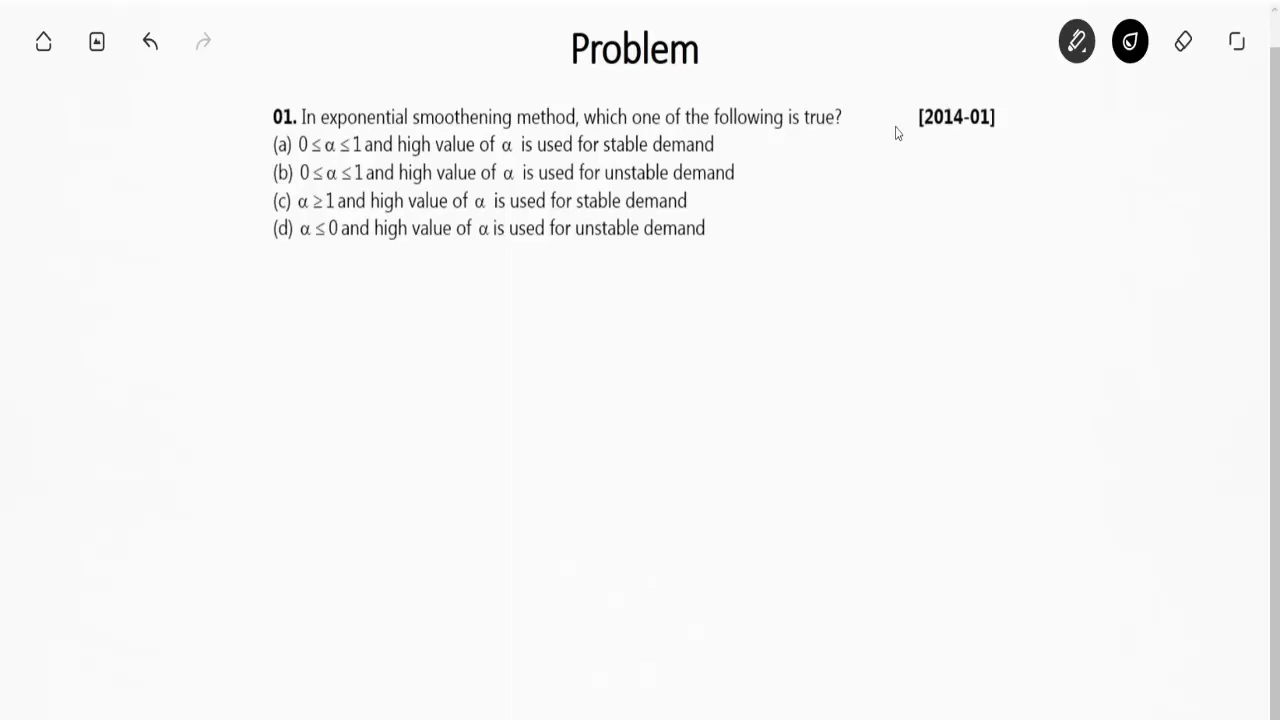 Problem
01. In exponential smoothening method, which one of the following is true? [2014-01]
(a) 0 ≤ α ≤ 1 and high value of α is used for stable demand
(b) 0 ≤ α ≤ 1 and high value of α is used for unstable demand
(c) α ≥ 1 and high value of α is used for stable demand
(d) α ≤ 0 and high value of α is used for unstable demand